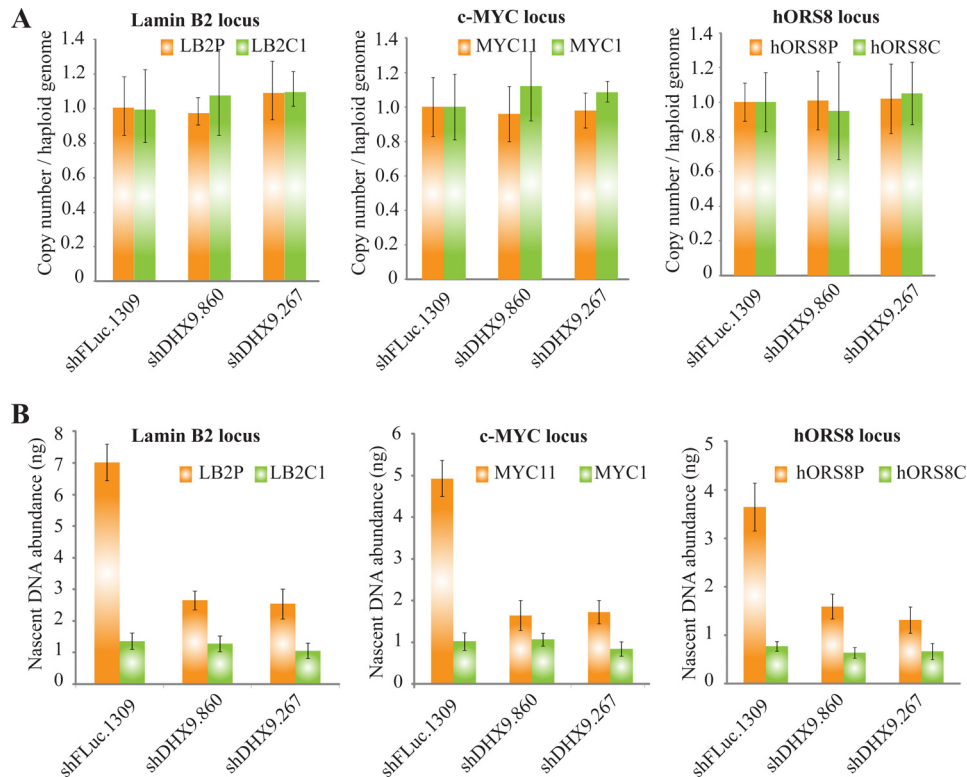 A
Lamin B2 locus
LB2P LB2C1
Copy number / haploid genome
1.4
1.2
1.0
0.8
0.6
0.4
0.2
0
shFLuc.1309
shDHX9.860
shDHX9.267
c-MYC locus
MYC11 MYC1
Copy number / haploid genome
1.4
1.2
1.0
0.8
0.6
0.4
0.2
0
shFLuc.1309
shDHX9.860
shDHX9.267
hORS8 locus
hORS8P hORS8C
Copy number / haploid genome
1.4
1.2
1.0
0.8
0.6
0.4
0.2
0
shFLuc.1309
shDHX9.860
shDHX9.267
B
Lamin B2 locus
LB2P LB2C1
Nascent DNA abundance (ng)
8
7
6
5
4
3
2
1
0
shFLuc.1309
shDHX9.860
shDHX9.267
c-MYC locus
MYC11 MYC1
Nascent DNA abundance (ng)
6
5
4
3
2
1
0
shFLuc.1309
shDHX9.860
shDHX9.267
hORS8 locus
hORS8P hORS8C
Nascent DNA abundance (ng)
5
4
3
2
1
0
shFLuc.1309
shDHX9.860
shDHX9.267